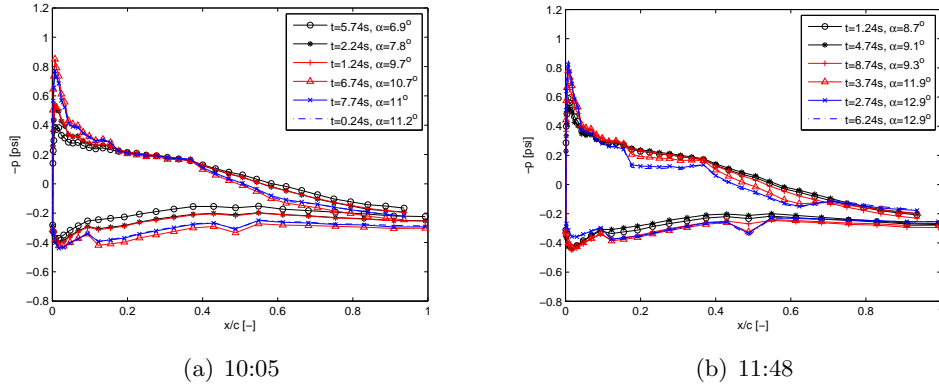 1.2
1
0.8
0.6
0.4
0.2
0
−0.2
−0.4
−0.6
−0.8
−p [psi]
0 0.2 0.4 0.6 0.8 1
x/c [−]
t=5.74s, α=6.9°
t=2.24s, α=7.8°
t=1.24s, α=9.7°
t=6.74s, α=10.7°
t=7.74s, α=11°
t=0.24s, α=11.2°
(a) 10:05
1.2
1
0.8
0.6
0.4
0.2
0
−0.2
−0.4
−0.6
−0.8
−p [psi]
0 0.2 0.4 0.6 0.8 1
x/c [−]
t=1.24s, α=8.7°
t=4.74s, α=9.1°
t=8.74s, α=9.3°
t=3.74s, α=11.9°
t=2.74s, α=12.9°
t=6.24s, α=12.9°
(b) 11:48